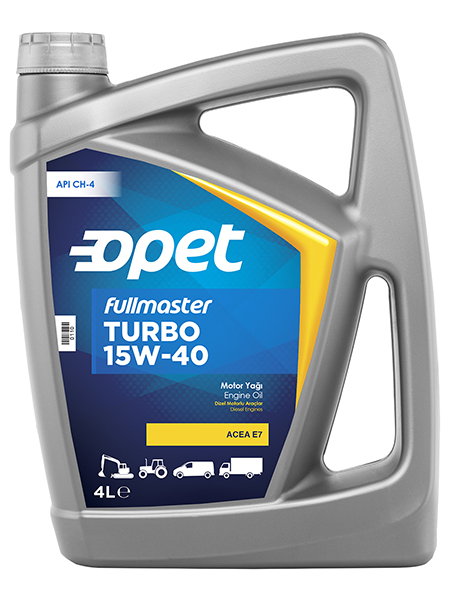 API CH-4
opet
fullmaster
TURBO
15W-40
0110
Motor Yağı
Engine Oil
Dizel Motorlu Araçlar
Diesel Engines
ACEA E7
4L℮